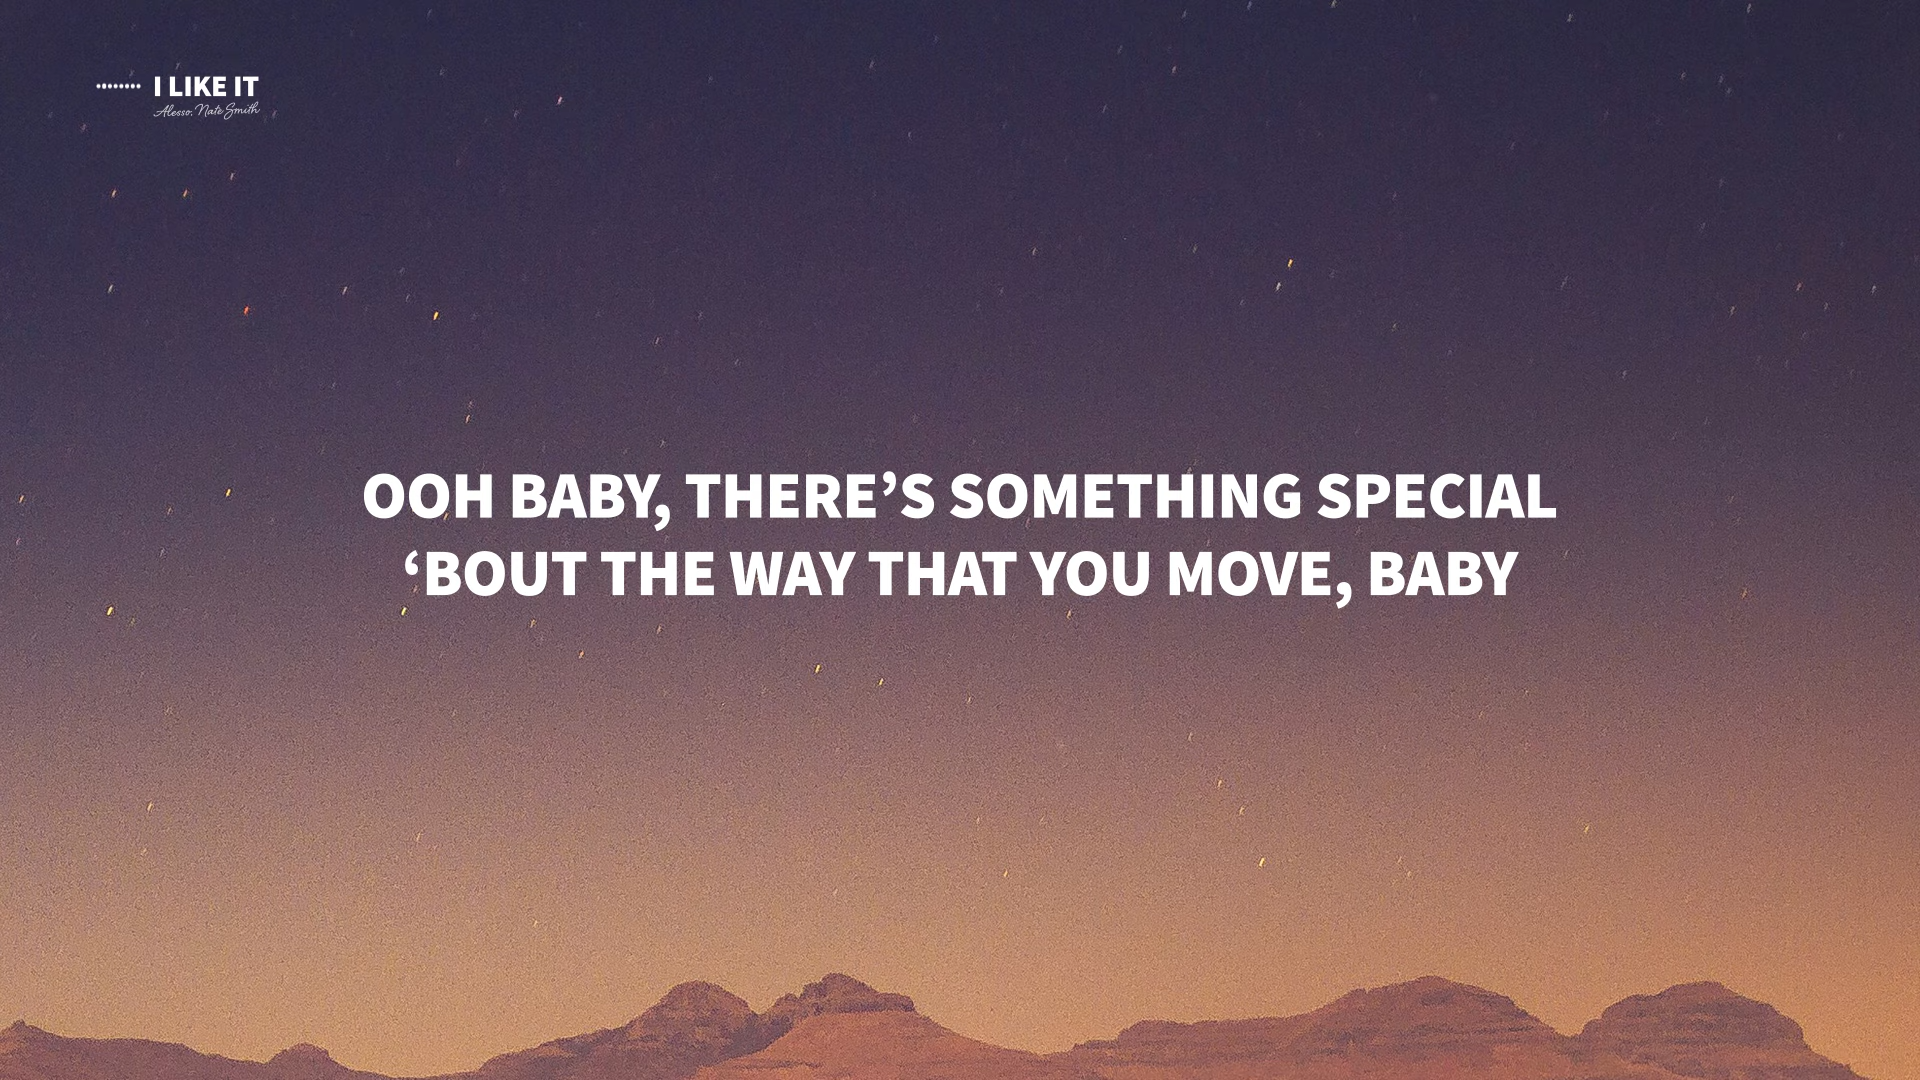 I LIKE IT
Alesso, Nate Smith
OOH BABY, THERE’S SOMETHING SPECIAL
‘BOUT THE WAY THAT YOU MOVE, BABY